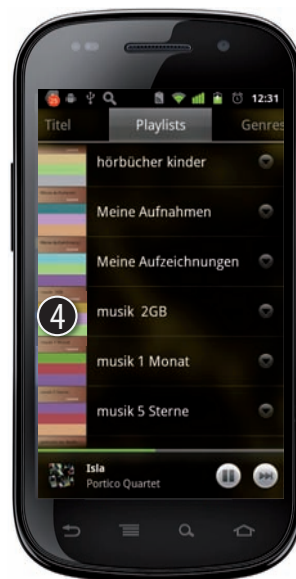 12:31
Titel Playlists Genres
hörbücher kinder
Meine Aufnahmen
Meine Aufzeichnungen
4 musik 2GB
musik 1 Monat
musik 5 Sterne
Isla
Portico Quartet